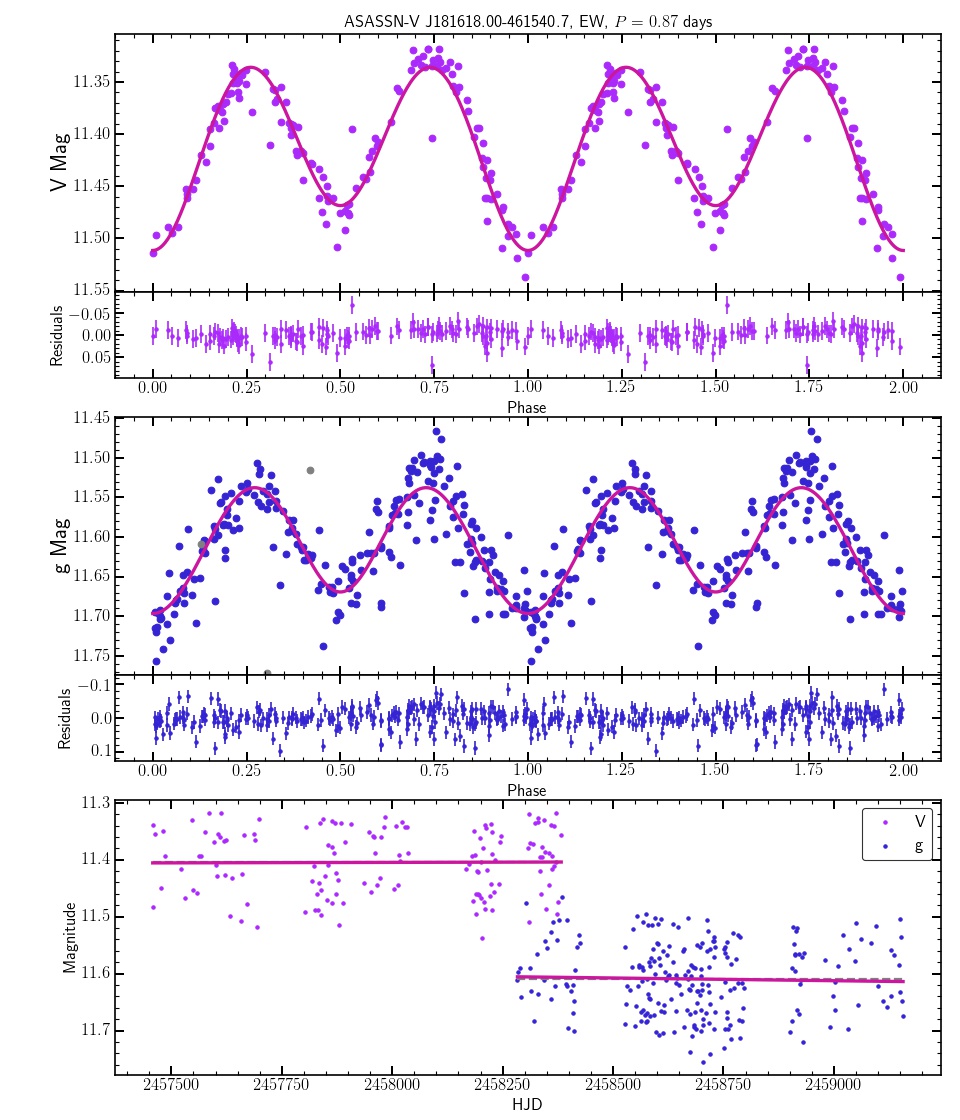 ASASSN-V J181618.00-461540.7, EW, P = 0.87 days
11.35
11.40
11.45
11.50
11.55
V Mag
−0.05
0.00
0.05
Residuals
0.00 0.25 0.50 0.75 1.00 1.25 1.50 1.75 2.00
Phase
11.45
11.50
11.55
11.60
11.65
11.70
11.75
g Mag
−0.1
0.0
0.1
Residuals
0.00 0.25 0.50 0.75 1.00 1.25 1.50 1.75 2.00
Phase
11.3
11.4
11.5
11.6
11.7
Magnitude
V
g
2457500 2457750 2458000 2458250 2458500 2458750 2459000
HJD